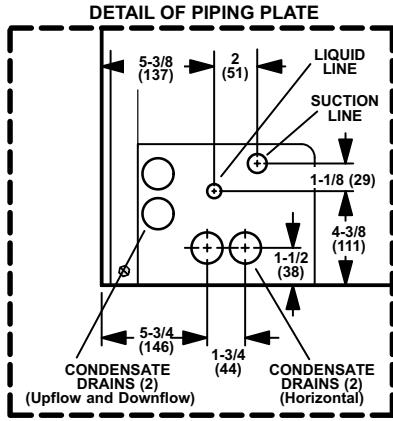 DETAIL OF PIPING PLATE
5-3/8
(137)
2
(51)
LIQUID
LINE
SUCTION
LINE
1-1/8 (29)
4-3/8
(111)
1-1/2
(38)
5-3/4
(146)
1-3/4
(44)
CONDENSATE
DRAINS (2)
(Upflow and Downflow)
CONDENSATE
DRAINS (2)
(Horizontal)